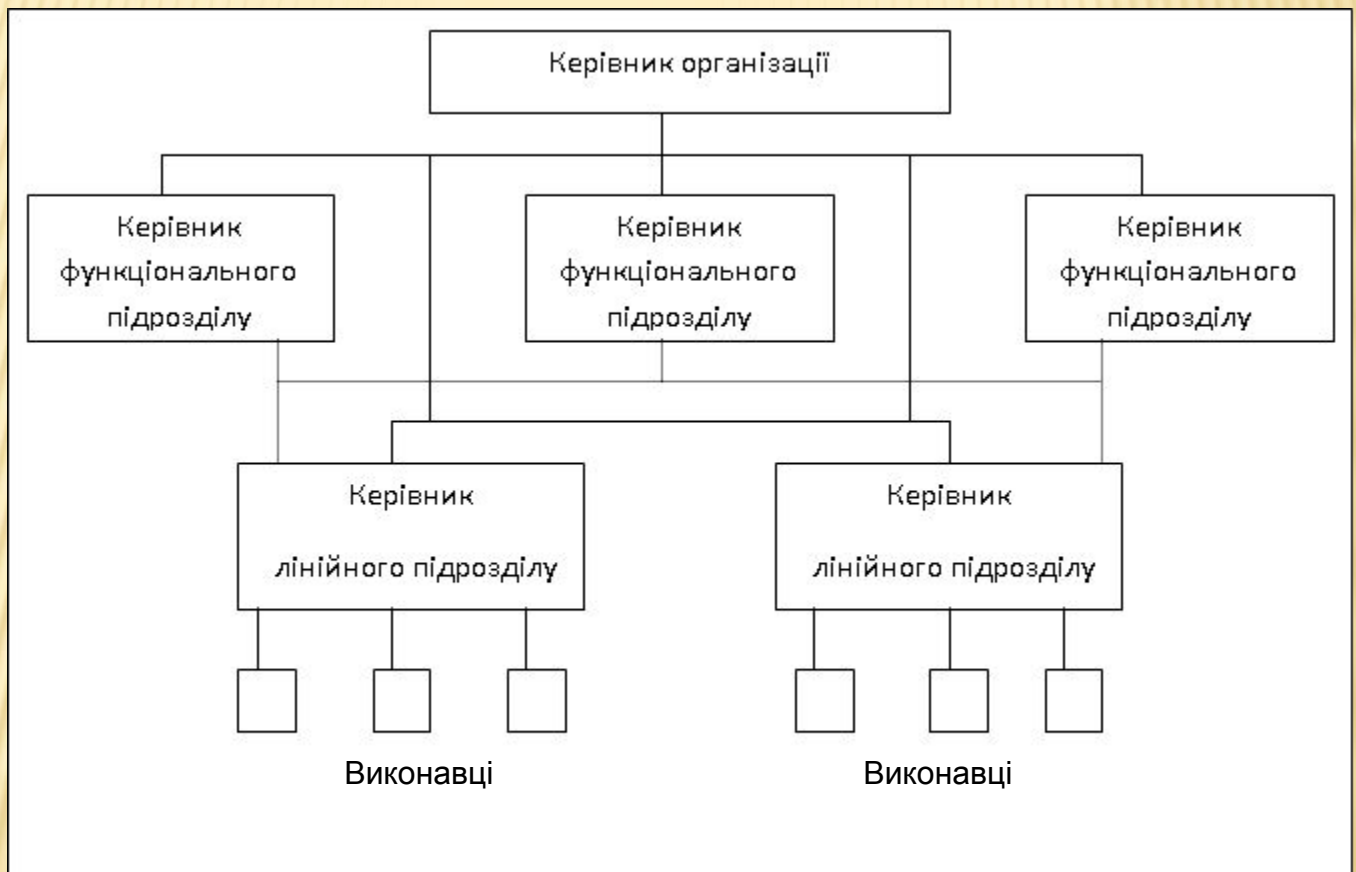 Керівник організації
Керівник
функціонального
підрозділу
Керівник
функціонального
підрозділу
Керівник
функціонального
підрозділу
Керівник
лінійного підрозділу
Керівник
лінійного підрозділу
Виконавці
Виконавці